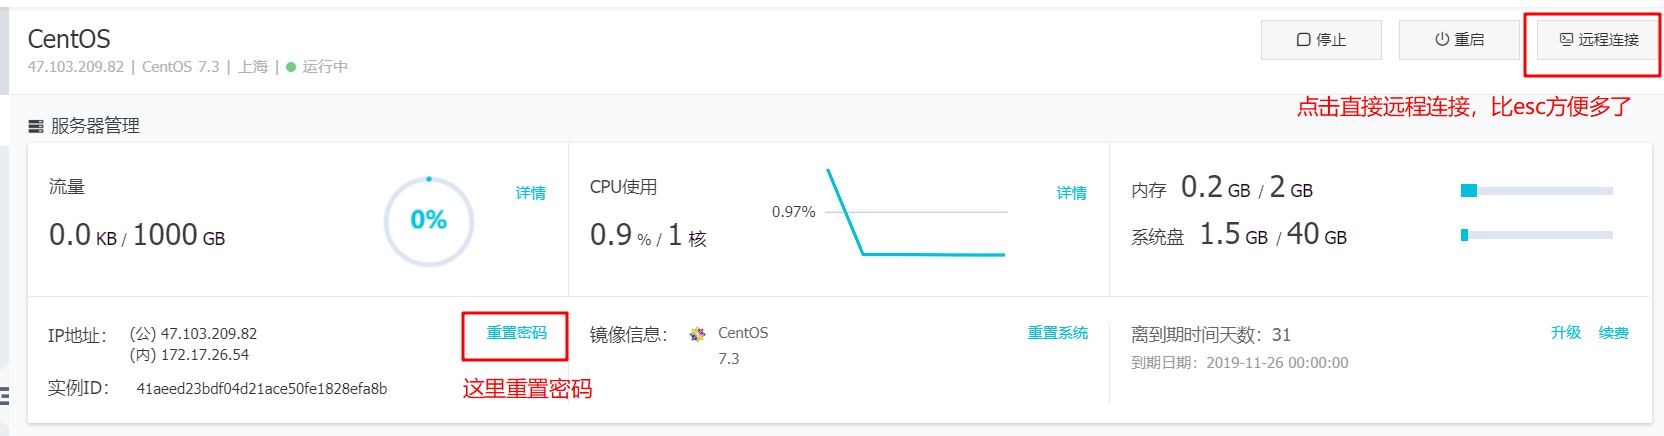 CentOS
停止
重启
远程连接
47.103.209.82 | CentOS 7.3 | 上海 | 运行中
点击直接远程连接，比esc方便多了
服务器管理
流量
详情
0%
0.0 KB / 1000 GB
CPU使用
详情
0.97%
0.9 % / 1 核
内存 0.2 GB / 2 GB
系统盘 1.5 GB / 40 GB
IP地址： (公) 47.103.209.82
(内) 172.17.26.54
重置密码
实例ID： 41aeed23bdf04d21ace50fe1828efa8b
这里重置密码
镜像信息： CentOS
7.3
重置系统
离到期时间天数：31
升级 续费
到期日期：2019-11-26 00:00:00